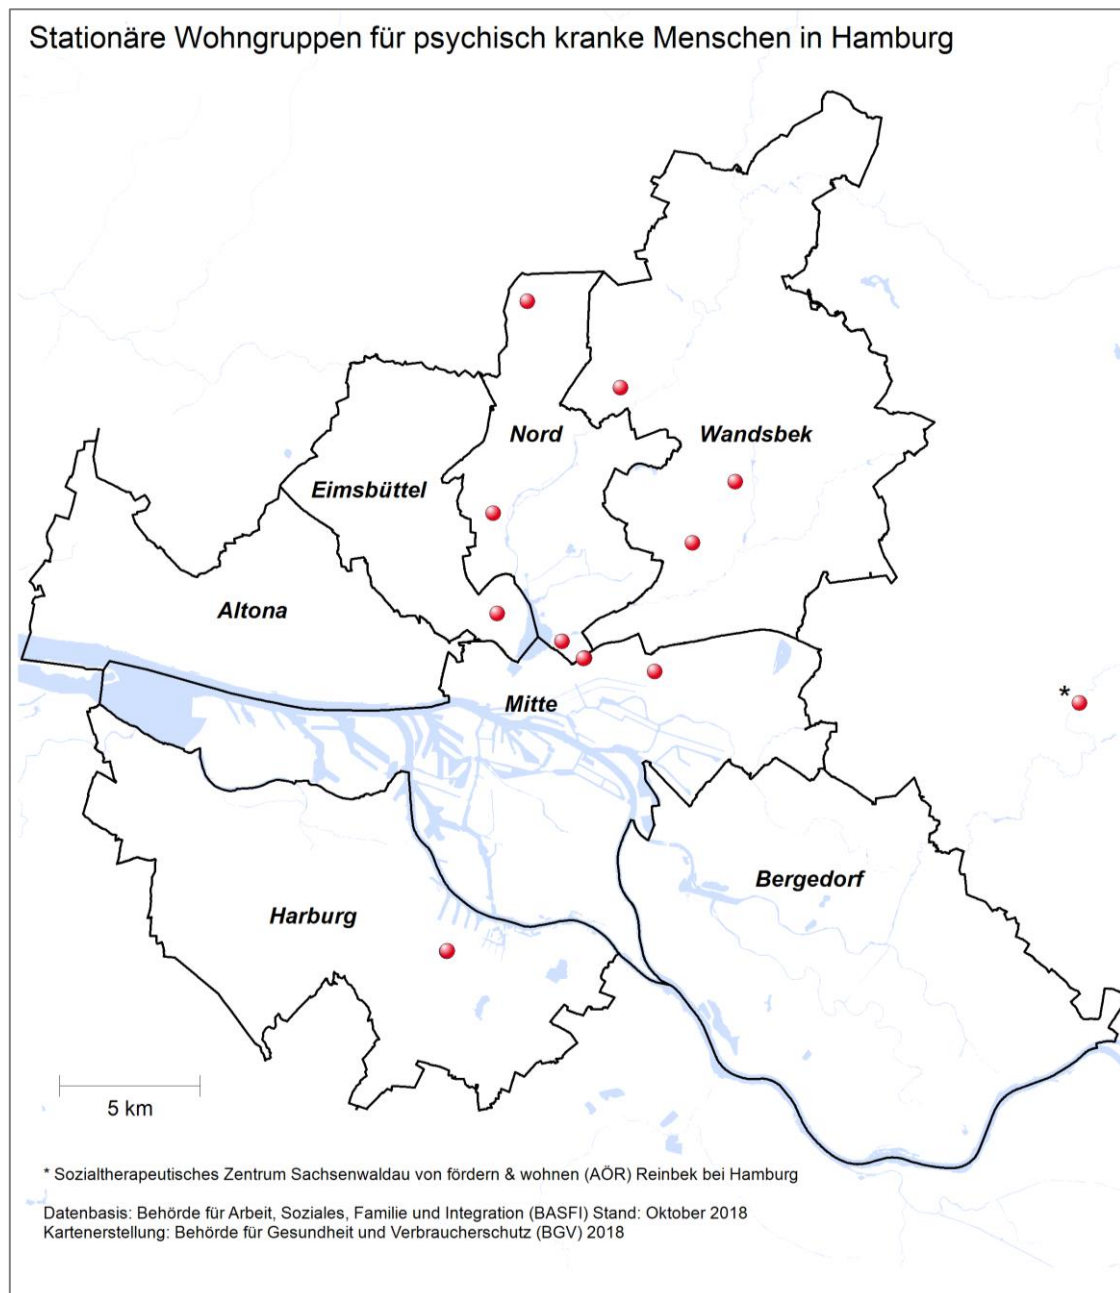 Stationäre Wohngruppen für psychisch kranke Menschen in Hamburg
Nord
Wandsbek
Eimsbüttel
Altona
*
Mitte
Bergedorf
Harburg
5 km
* Sozialtherapeutisches Zentrum Sachsenwaldau von fördern & wohnen (AÖR) Reinbek bei Hamburg
Datenbasis: Behörde für Arbeit, Soziales, Familie und Integration (BASFI) Stand: Oktober 2018
Kartenerstellung: Behörde für Gesundheit und Verbraucherschutz (BGV) 2018